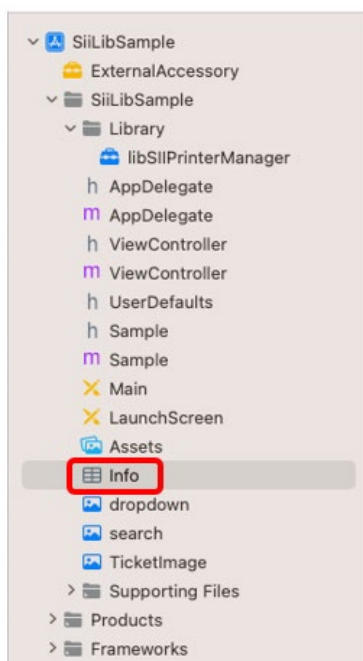 SiiLibSample
ExternalAccessory
SiiLibSample
Library
libSIIPrinterManager
h AppDelegate
m AppDelegate
h ViewController
m ViewController
h UserDefaults
h Sample
m Sample
Main
LaunchScreen
Assets
Info
dropdown
search
TicketImage
Supporting Files
Products
Frameworks